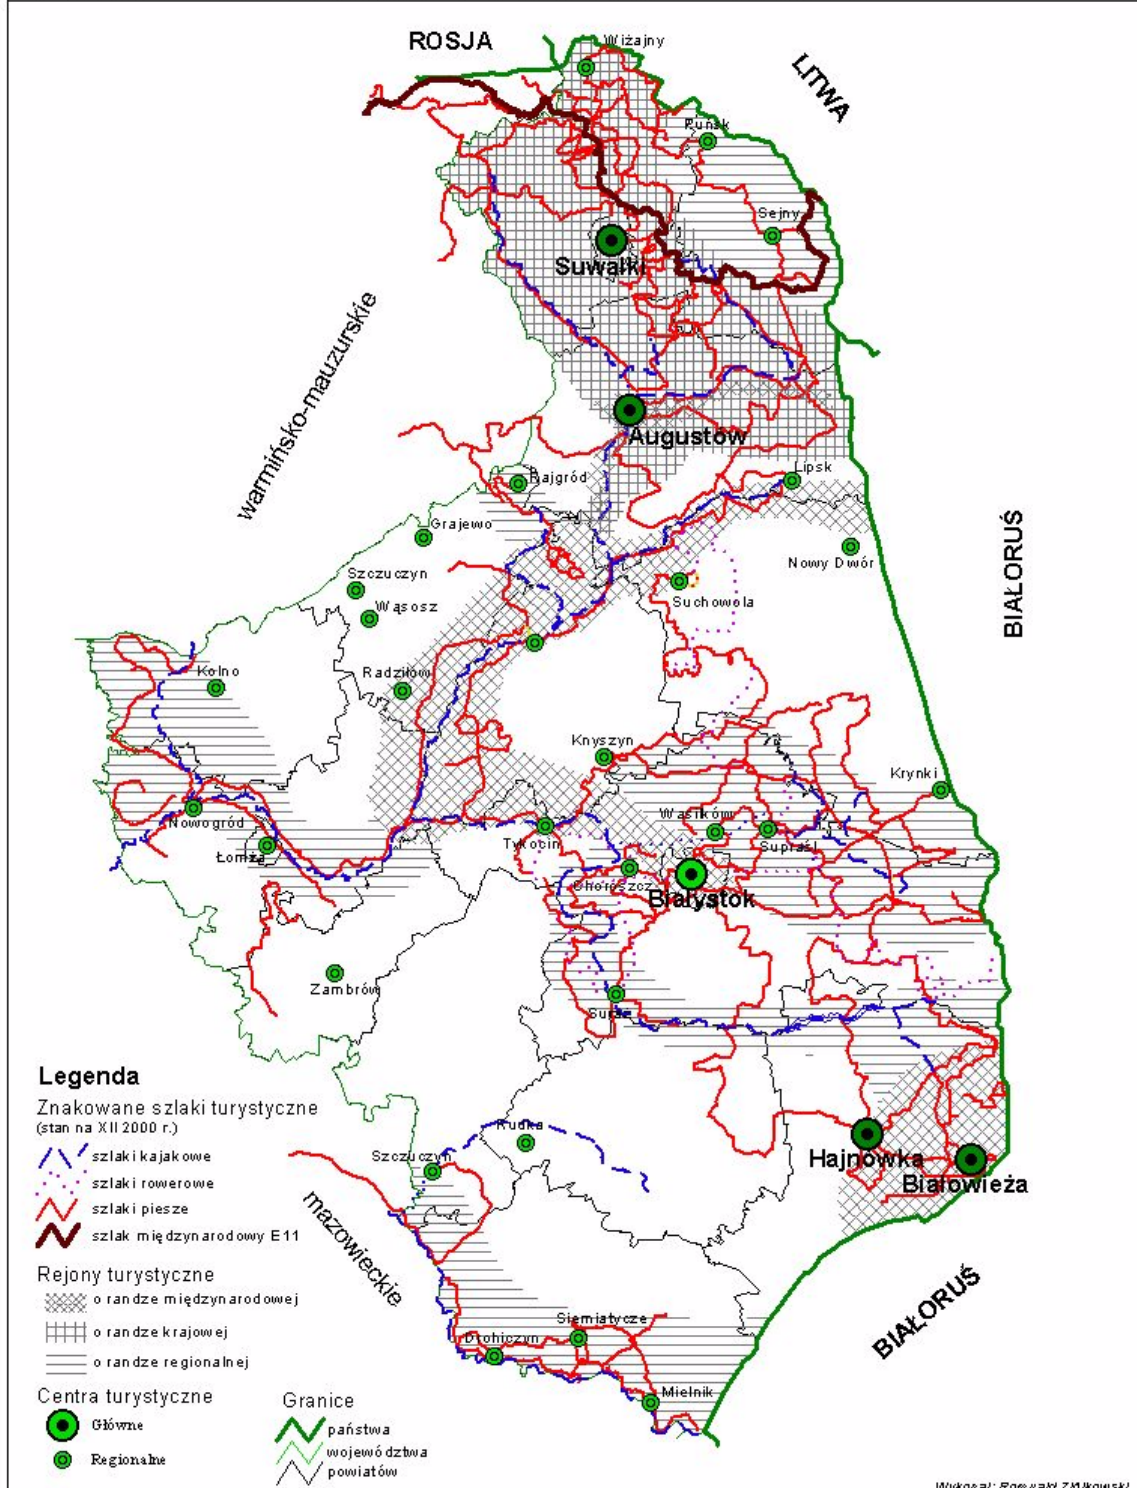 ROSJA
Wiżajny
LITWA
Puńsk
Sejny
Suwałki
warmińsko-mauzurskie
Augustów
Rajgród
Lipsk
Grajewo
BIAŁORUŚ
Nowy Dwór
Szczuczyn
Suchowola
Wąsosz
Kolno
Radziłów
Knyszyn
Krynki
Nowogród
Wasików
Tykocin
Supraśl
Łomża
Choroszcz
Białystok
Zambrów
Suraż
Legenda
Znakowane szlaki turystyczne
(stan na XII 2000 r.)
szlaki kajakowe
szlaki rowerowe
szlaki piesze
szlak międzynarodowy E11
Rudka
Szczuczyn
Hajnówka
Białowieża
mazowieckie
Rejony turystyczne
o randze międzynarodowej
o randze krajowej
o randze regionalnej
BIAŁORUŚ
Siemiatycze
Drohiczyn
Mielnik
Centra turystyczne
Główne
Regionalne
Granice
państwa
województwa
powiatów